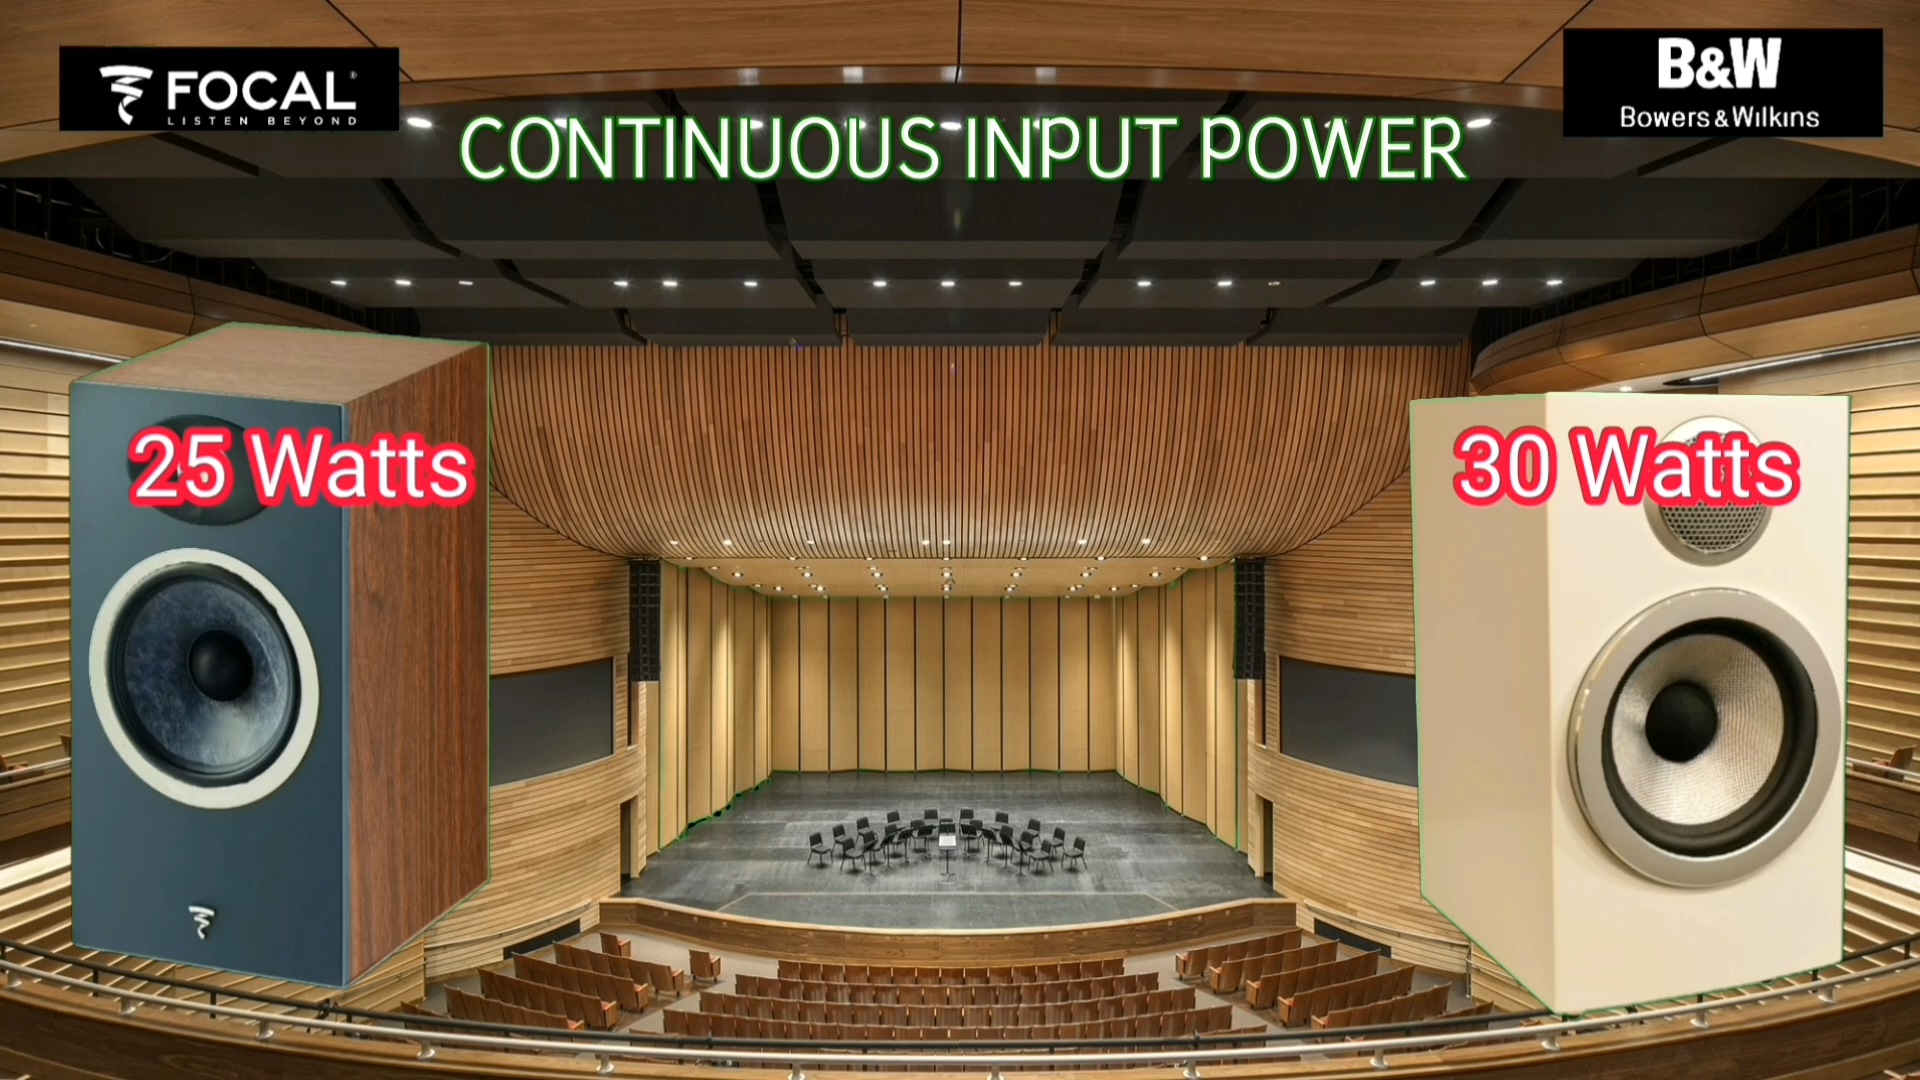 FOCAL®
LISTEN BEYOND
B&W
Bowers & Wilkins
CONTINUOUS INPUT POWER
25 Watts
30 Watts